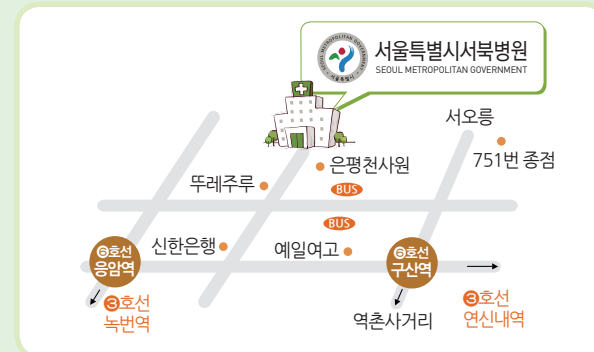 서울특별시서북병원
SEOUL METROPOLITAN GOVERNMENT
서오릉
751번 종점
은평천사원
뚜레주루
BUS
BUS
신한은행
예일여고
6호선
응암역
6호선
구산역
3호선
녹번역
역촌사거리
3호선
연신내역